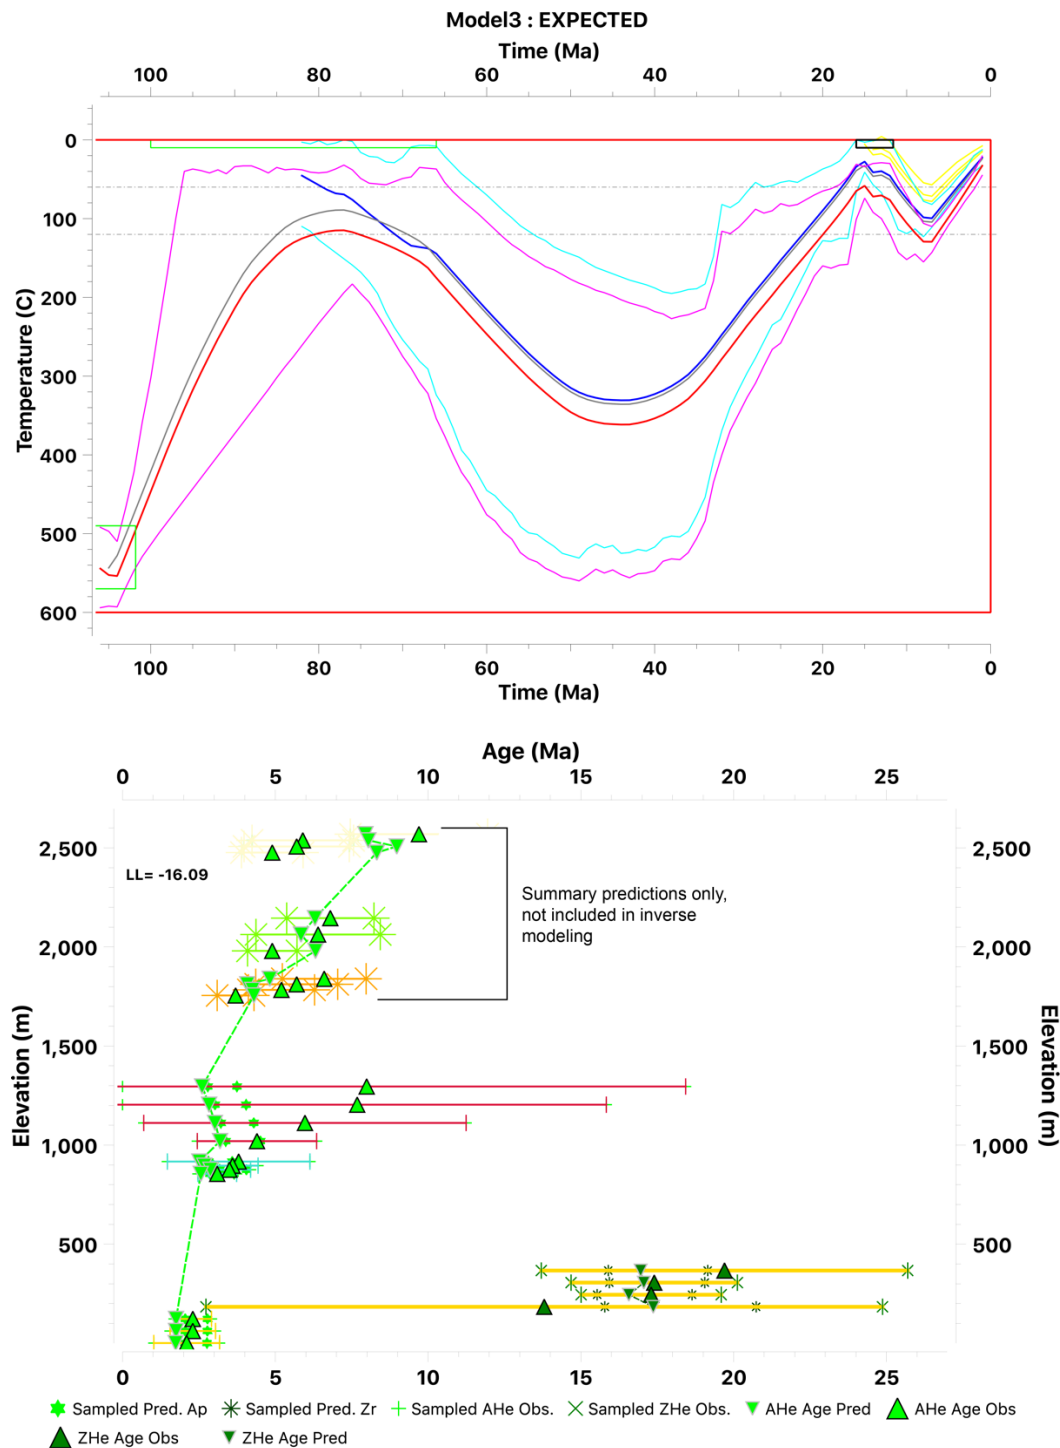 Model3 : EXPECTED
Time (Ma)
100 80 60 40 20 0
0
100
200
300
400
500
600
Temperature (C)
100 80 60 40 20 0
Time (Ma)
Age (Ma)
0 5 10 15 20 25
2,500 2,500
LL= -16.09
Summary predictions only,
not included in inverse
modeling
2,000 2,000
1,500 1,500
Elevation (m) Elevation (m)
1,000 1,000
500 500
0 5 10 15 20 25
Sampled Pred. Ap Sampled Pred. Zr Sampled AHe Obs. Sampled ZHe Obs. AHe Age Pred AHe Age Obs
ZHe Age Obs ZHe Age Pred